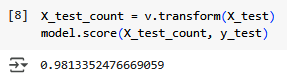 [8] X_test_count = v.transform(X_test)
model.score(X_test_count, y_test)
0.9813352476669059